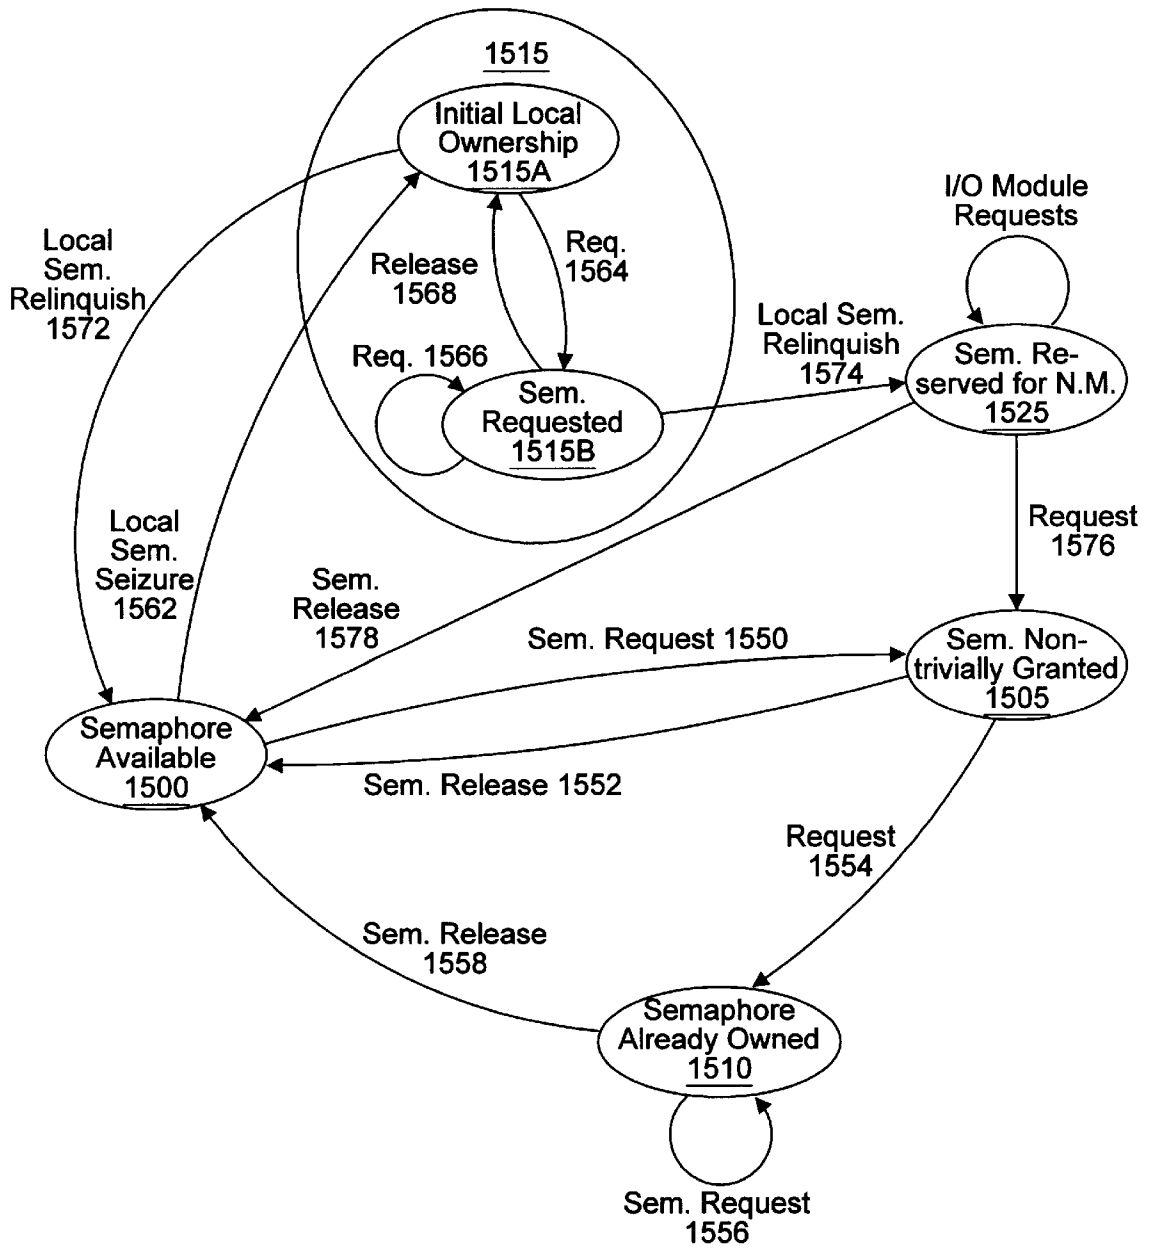 1515
Initial Local
Ownership
1515A
I/O Module
Requests
Local
Sem.
Relinquish
1572
Release
1568
Req.
1564
Local Sem.
Relinquish
1574
Sem. Re-
served for N.M.
1525
Req. 1566
Sem.
Requested
1515B
Local
Sem.
Seizure
1562
Request
1576
Sem.
Release
1578
Sem. Request 1550
Sem. Non-
trivially Granted
1505
Semaphore
Available
1500
Sem. Release 1552
Request
1554
Sem. Release
1558
Semaphore
Already Owned
1510
Sem. Request
1556